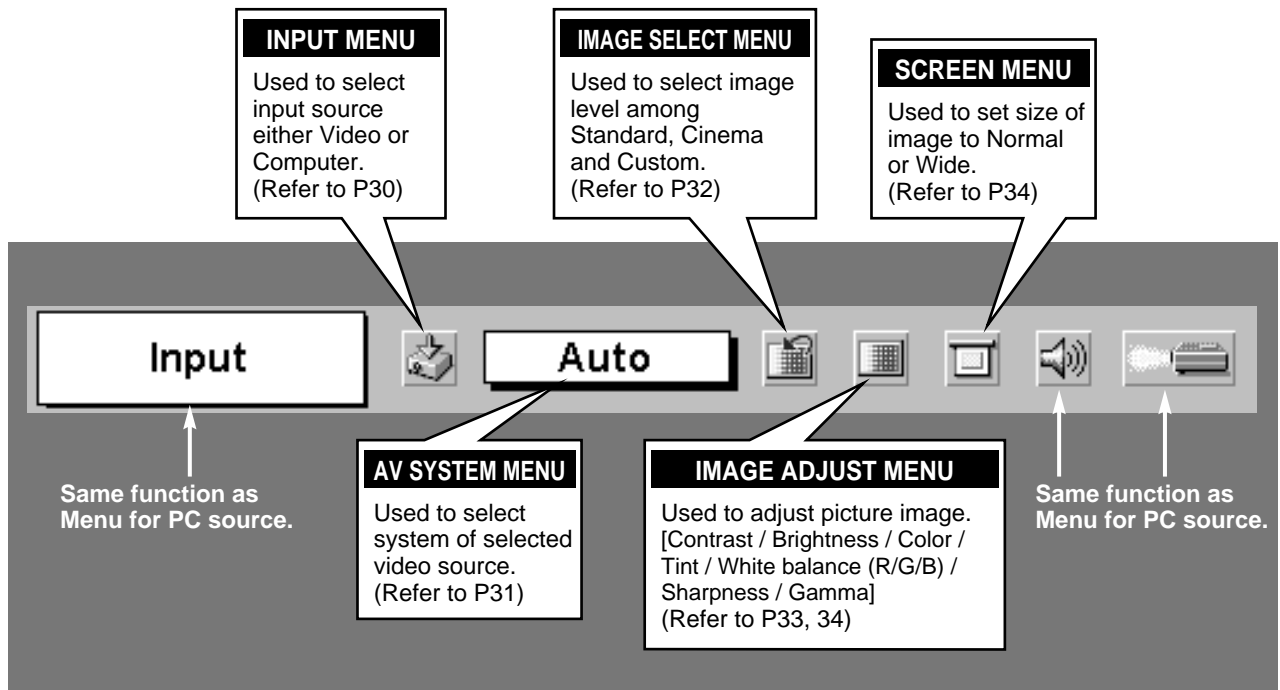 INPUT MENU
Used to select
input source
either Video or
Computer.
(Refer to P30)
IMAGE SELECT MENU
Used to select image
level among
Standard, Cinema
and Custom.
(Refer to P32)
SCREEN MENU
Used to set size of
image to Normal
or Wide.
(Refer to P34)
Input
Auto
Same function as
Menu for PC source.
AV SYSTEM MENU
Used to select
system of selected
video source.
(Refer to P31)
IMAGE ADJUST MENU
Used to adjust picture image.
[Contrast / Brightness / Color /
Tint / White balance (R/G/B) /
Sharpness / Gamma]
(Refer to P33, 34)
Same function as
Menu for PC source.